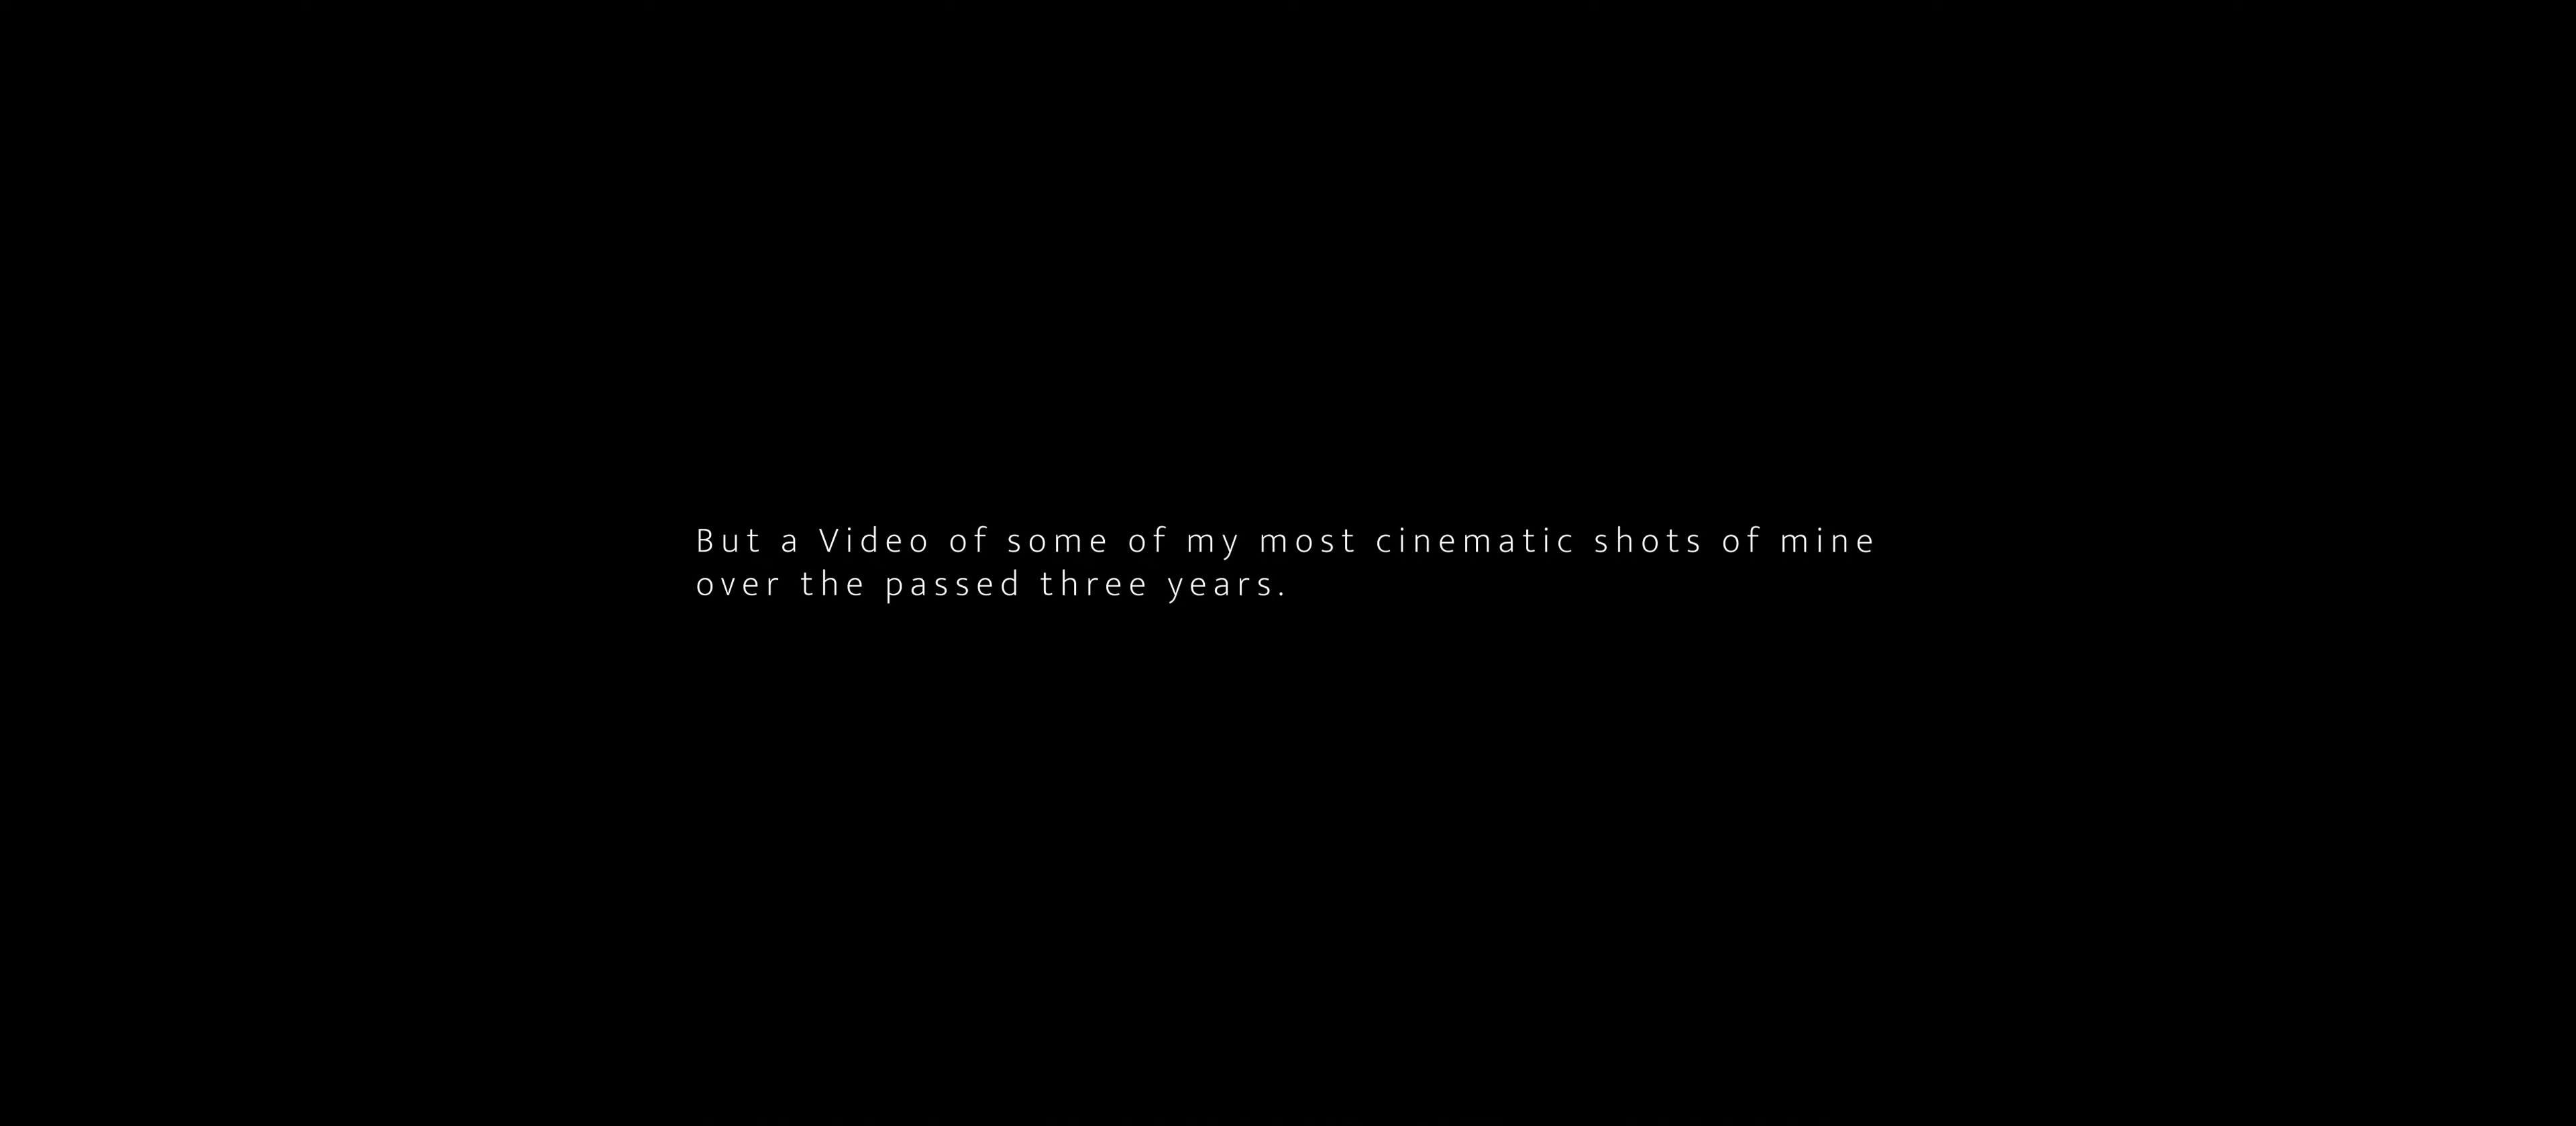 But a Video of some of my most cinematic shots of mine
over the passed three years.